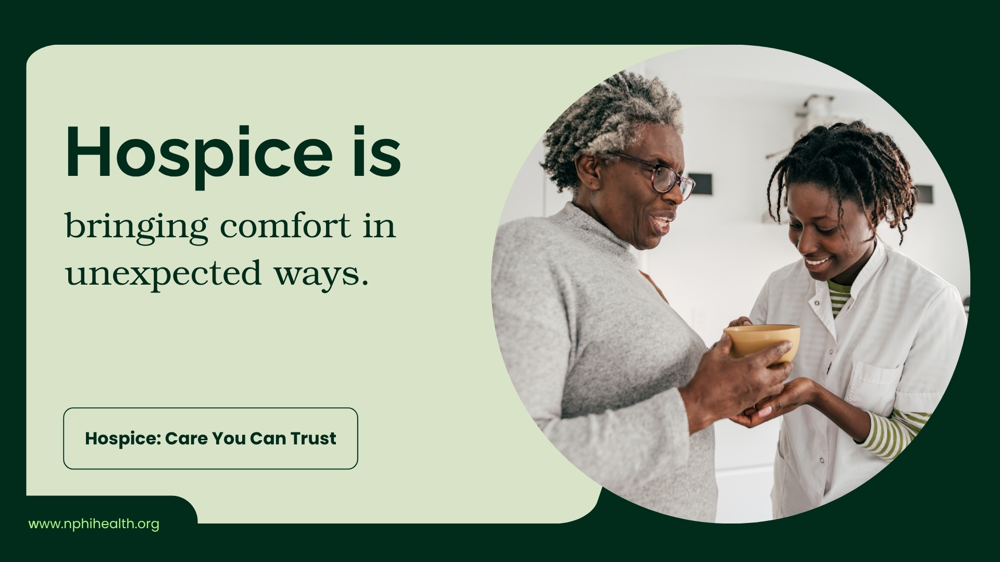 Hospice is
bringing comfort in
unexpected ways.
Hospice: Care You Can Trust
www.nphihealth.org